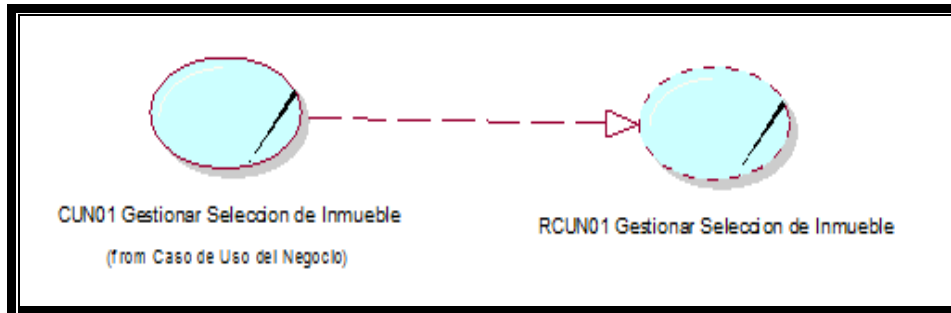 CUN01 Gestionar Seleccion de Inmueble
(from Caso de Uso del Negocio)
RCUN01 Gestionar Seleccion de Inmueble